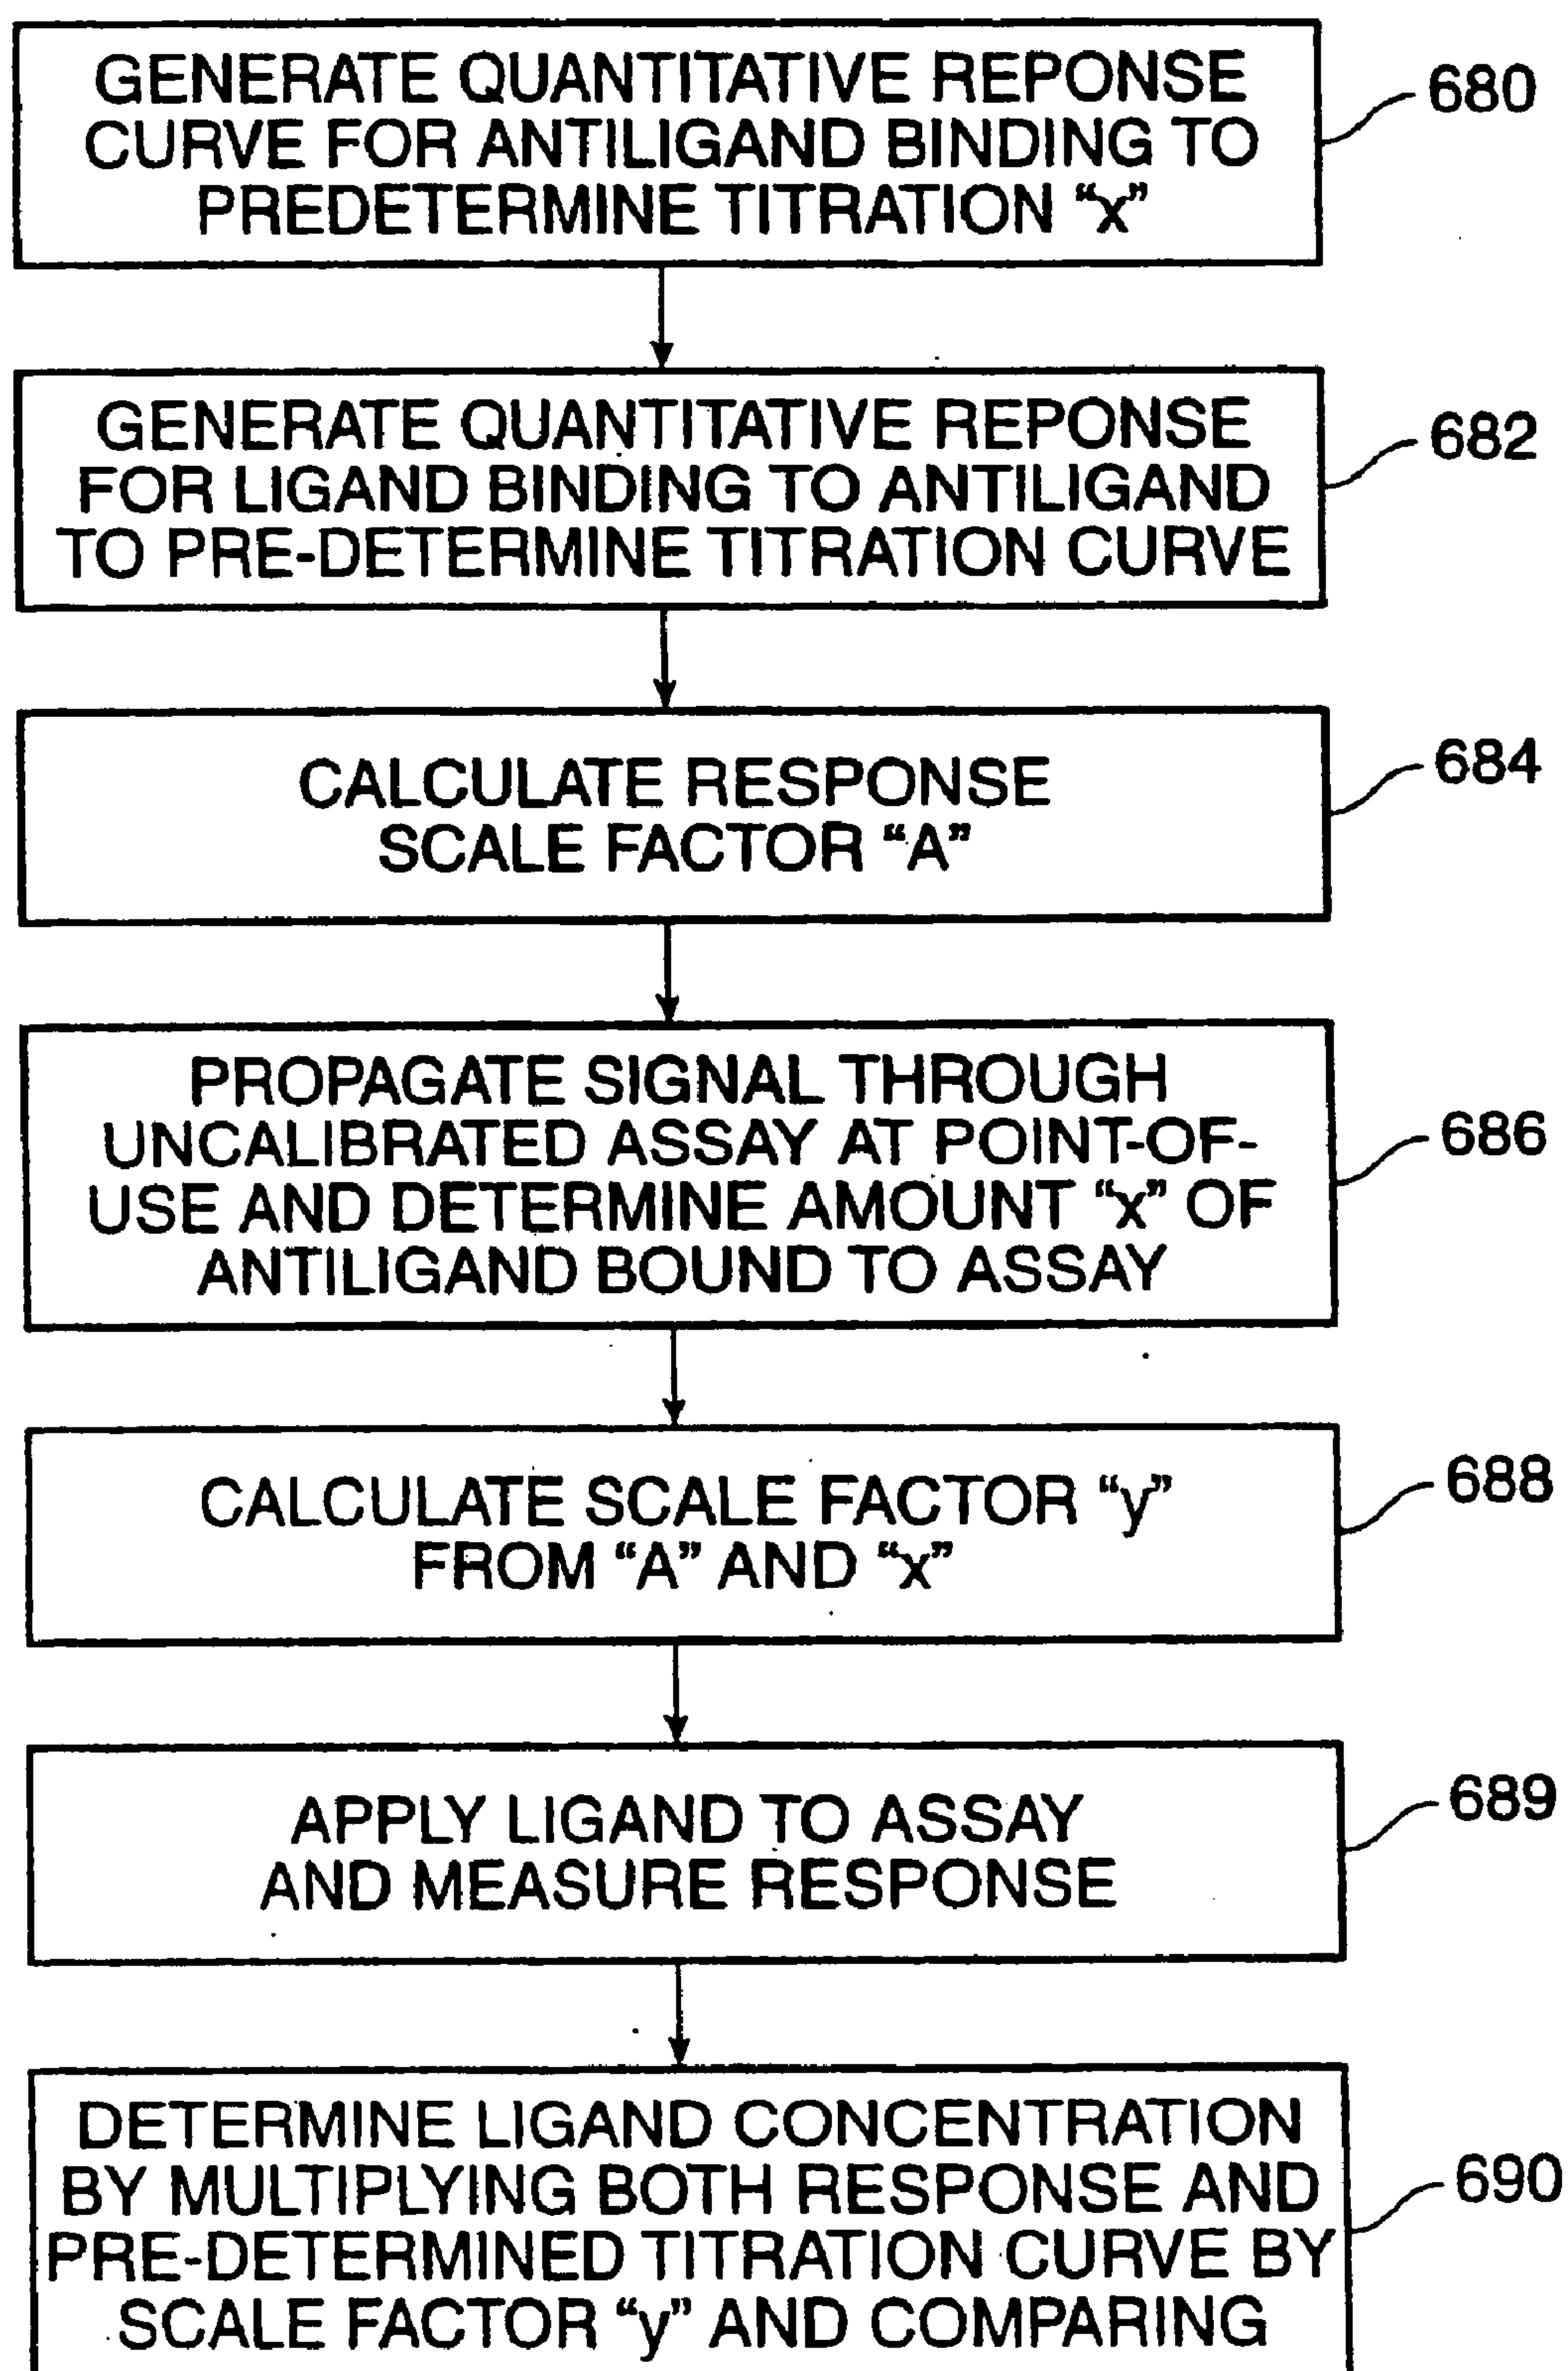 GENERATE QUANTITATIVE REPONSE
CURVE FOR ANTILIGAND BINDING TO
PREDETERMINE TITRATION “x”
680
GENERATE QUANTITATIVE REPONSE
FOR LIGAND BINDING TO ANTILIGAND
TO PRE-DETERMINE TITRATION CURVE
682
CALCULATE RESPONSE
SCALE FACTOR “A”
684
PROPAGATE SIGNAL THROUGH
UNCALIBRATED ASSAY AT POINT-OF-
USE AND DETERMINE AMOUNT “x” OF
ANTILIGAND BOUND TO ASSAY
686
CALCULATE SCALE FACTOR “y”
FROM “A” AND “x”
688
APPLY LIGAND TO ASSAY
AND MEASURE RESPONSE
689
DETERMINE LIGAND CONCENTRATION
BY MULTIPLYING BOTH RESPONSE AND
PRE-DETERMINED TITRATION CURVE BY
SCALE FACTOR “y” AND COMPARING
690